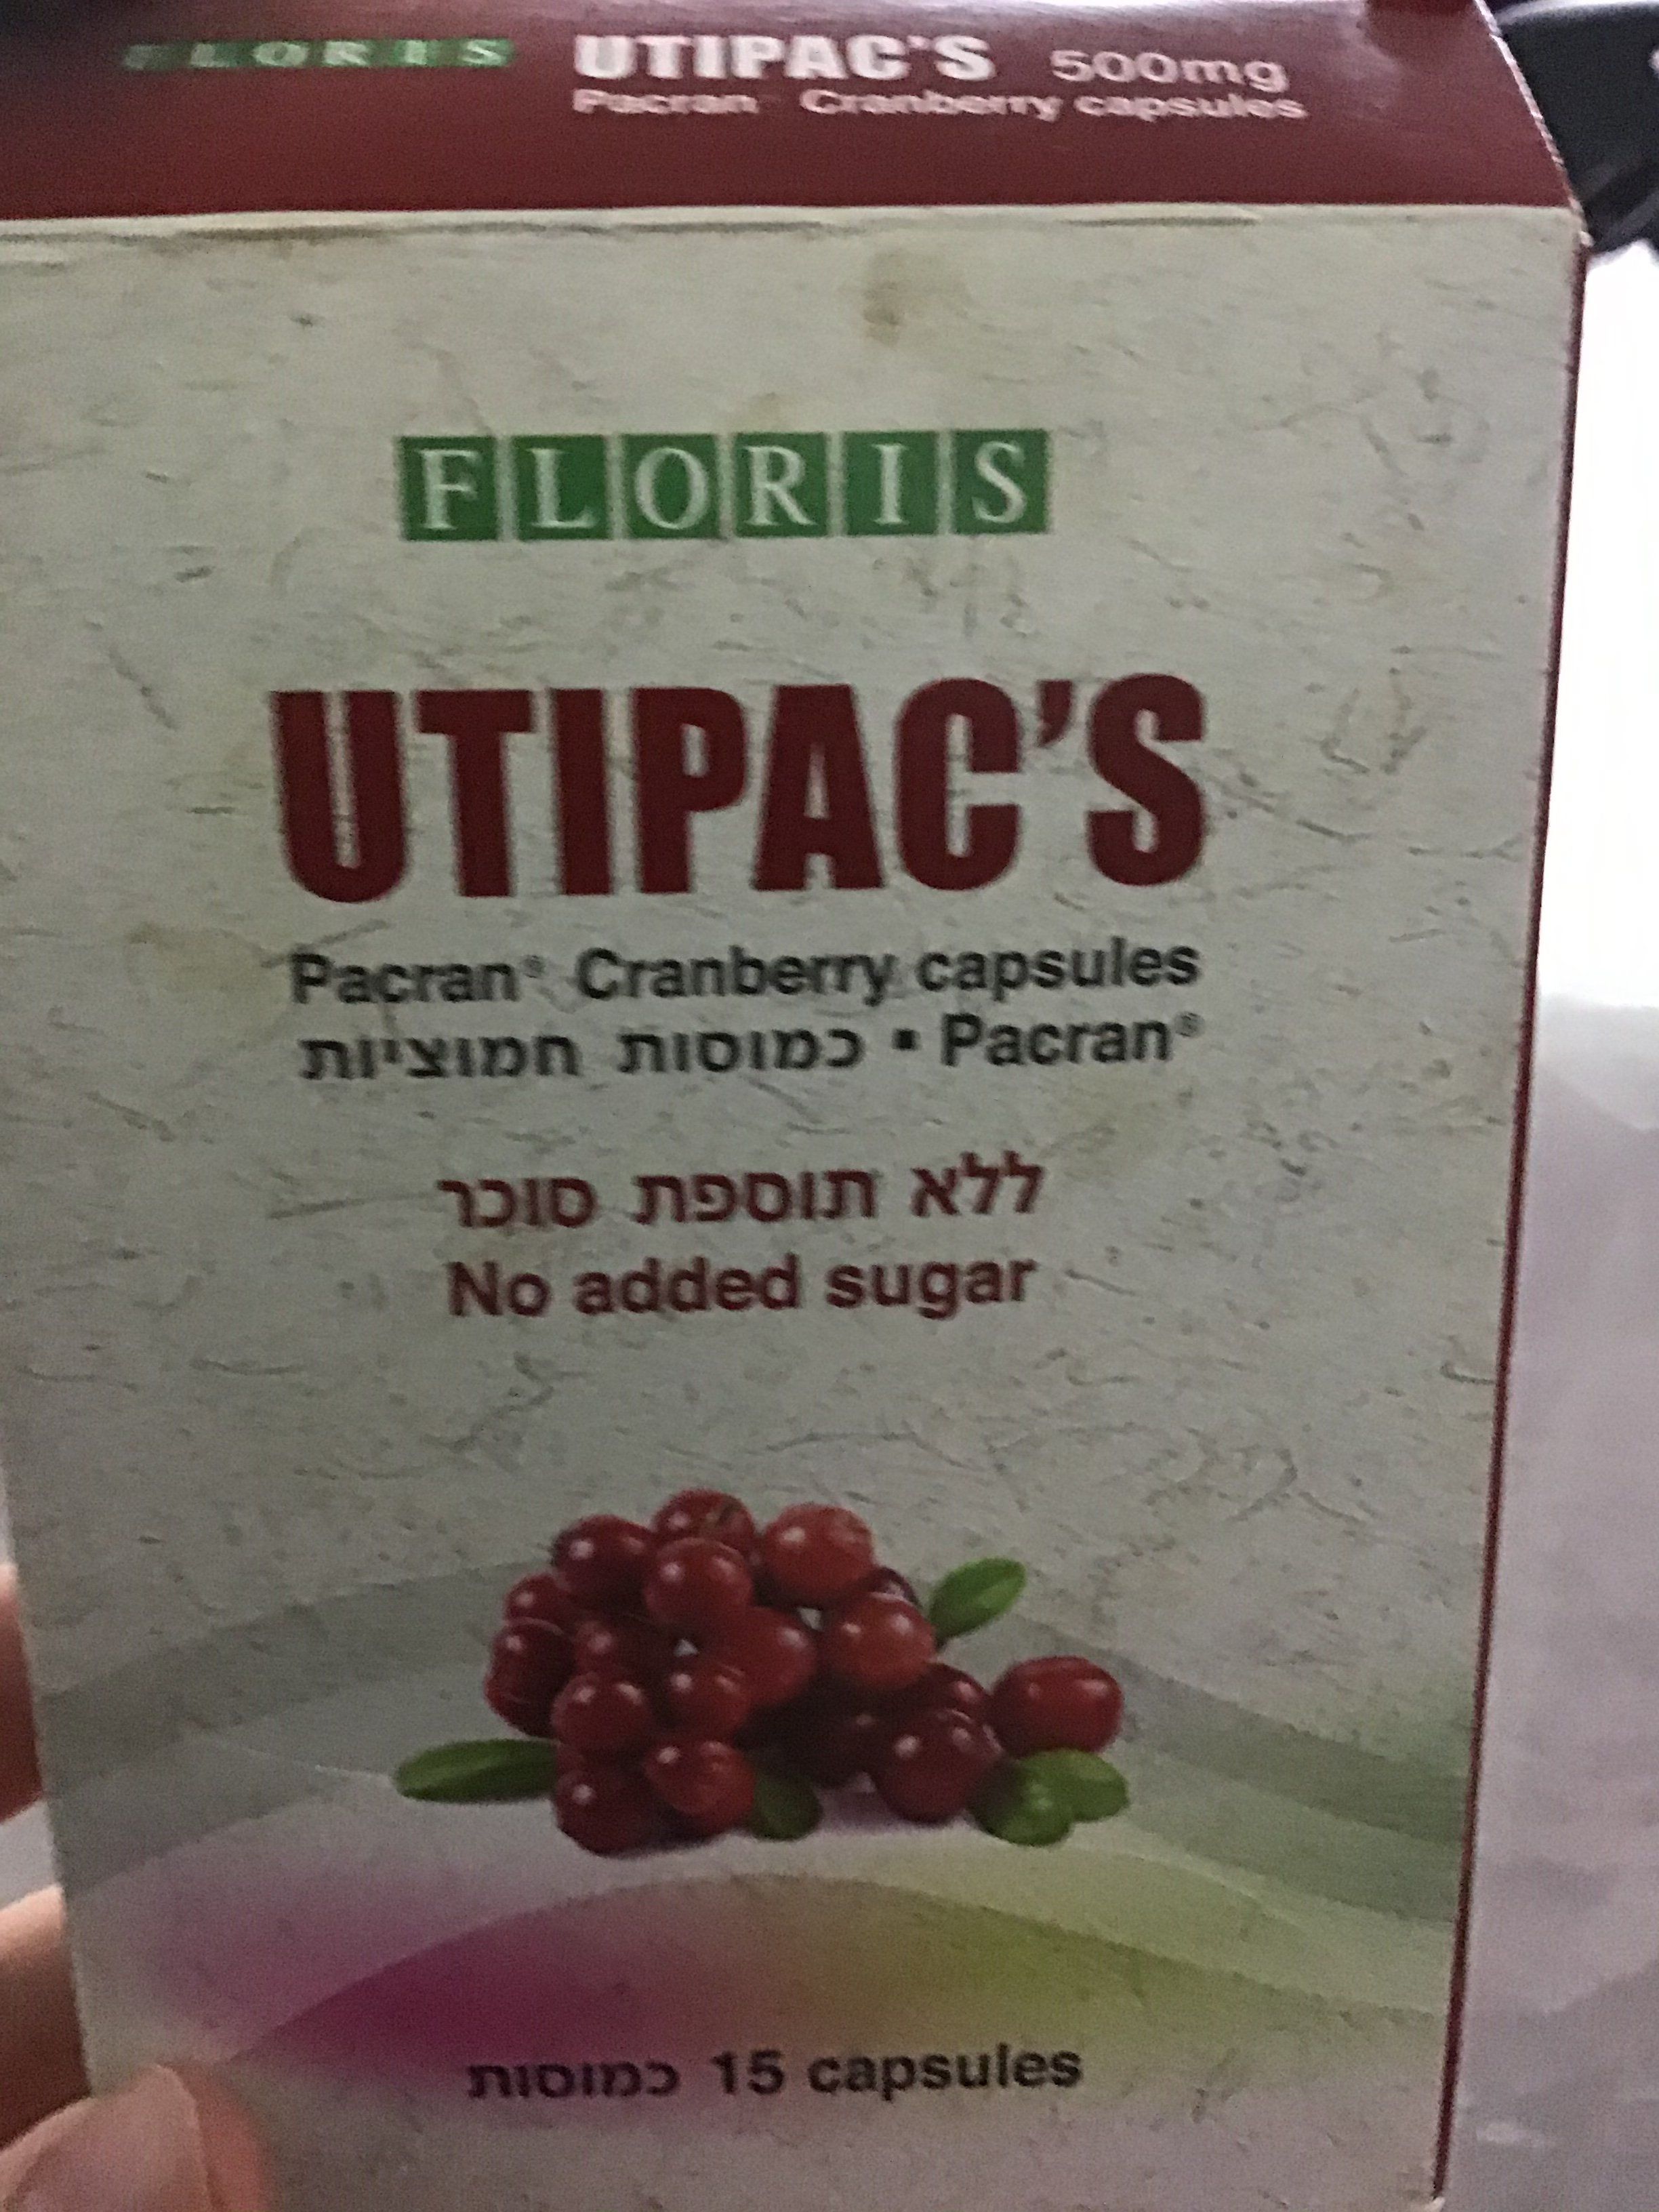 FLORIS UTIPAC'S 500mg
Pacran Cranberry capsules
FLORIS
UTIPAC'S
Pacran® Cranberry capsules
Pacran® ▪ כמוסות חמוציות
ללא תוספת סוכר
No added sugar
כמוסות 15 capsules